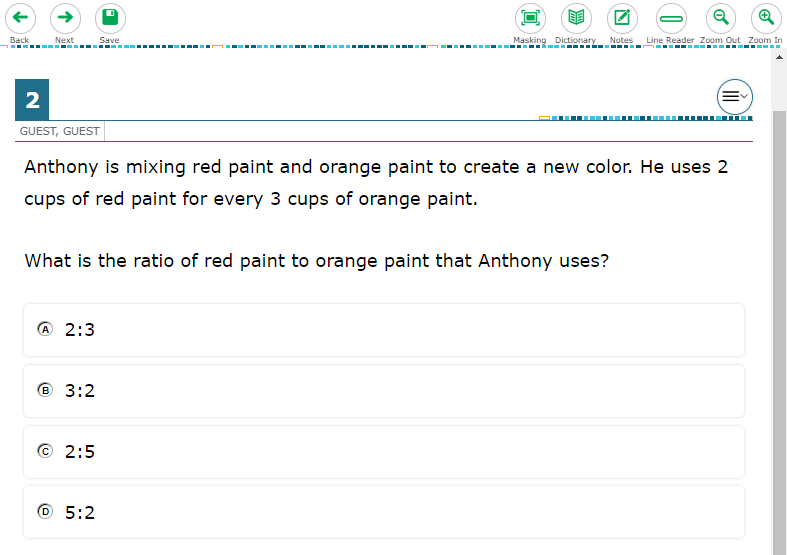 Back Next Save Masking Dictionary Notes Line Reader Zoom Out Zoom In
2
GUEST, GUEST
Anthony is mixing red paint and orange paint to create a new color. He uses 2
cups of red paint for every 3 cups of orange paint.
What is the ratio of red paint to orange paint that Anthony uses?
A 2:3
B 3:2
C 2:5
D 5:2